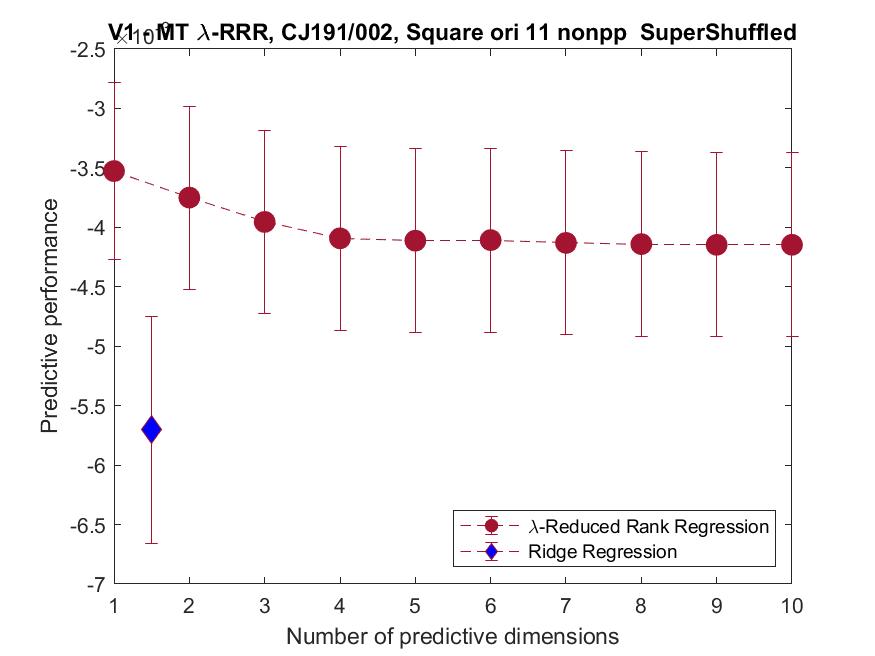 V1 - MT λ-RRR, CJ191/002, Square ori 11 nonpp SuperShuffled
-2.5
-3
-3.5
-4
-4.5
-5
-5.5
-6
-6.5
-7
Predictive performance
λ-Reduced Rank Regression
Ridge Regression
1 2 3 4 5 6 7 8 9 10
Number of predictive dimensions